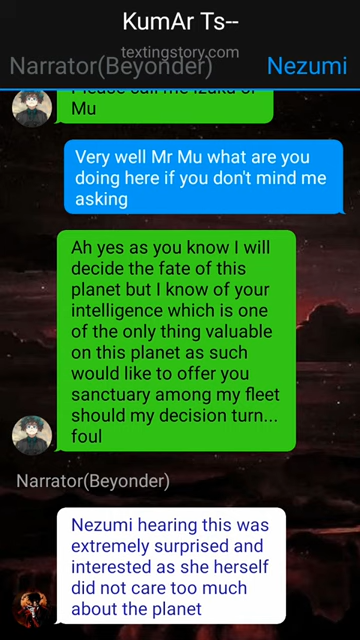 KumAr Ts--
textingstory.com
Narrator(Beyonder)
Nezumi
Please call me Izuku or
Mu
Very well Mr Mu what are you
doing here if you don't mind me
asking
Ah yes as you know I will
decide the fate of this
planet but I know of your
intelligence which is one
of the only thing valuable
on this planet as such
would like to offer you
sanctuary among my fleet
should my decision turn...
foul
Narrator(Beyonder)
Nezumi hearing this was
extremely surprised and
interested as she herself
did not care too much
about the planet